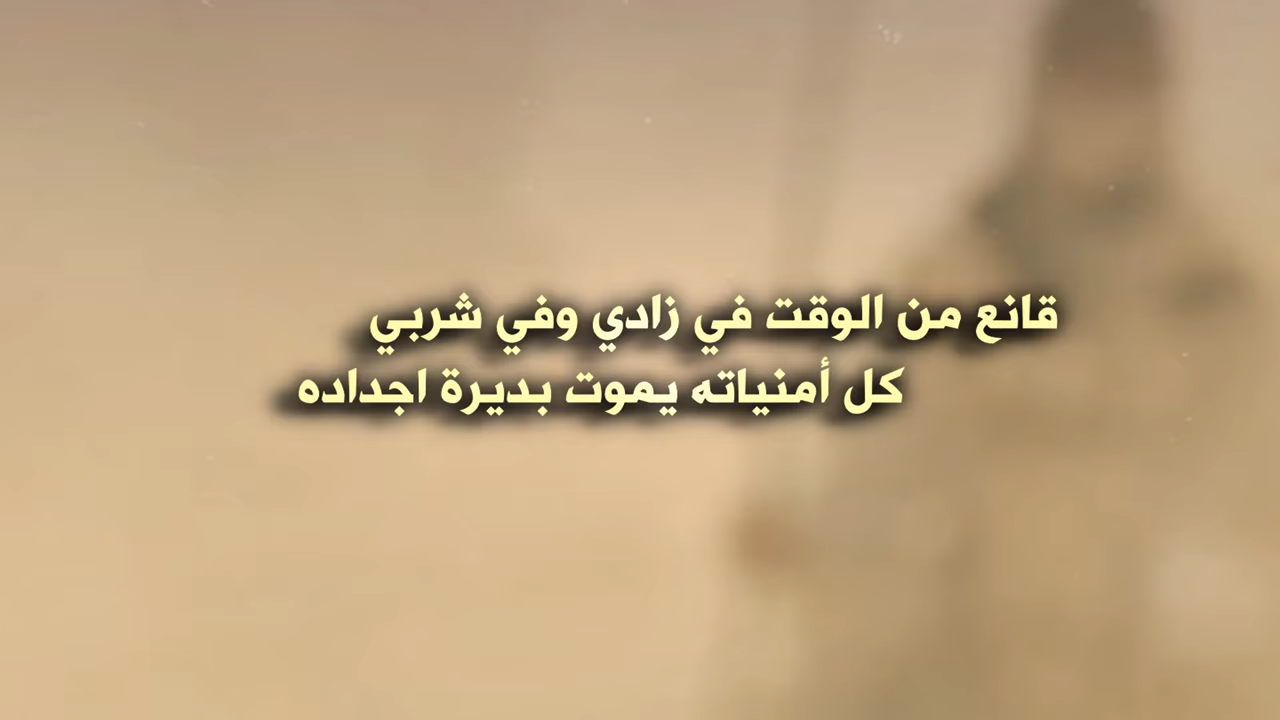 قانع من الوقت في زادي وفي شربي
كل أمنياته يموت بديرة اجداده